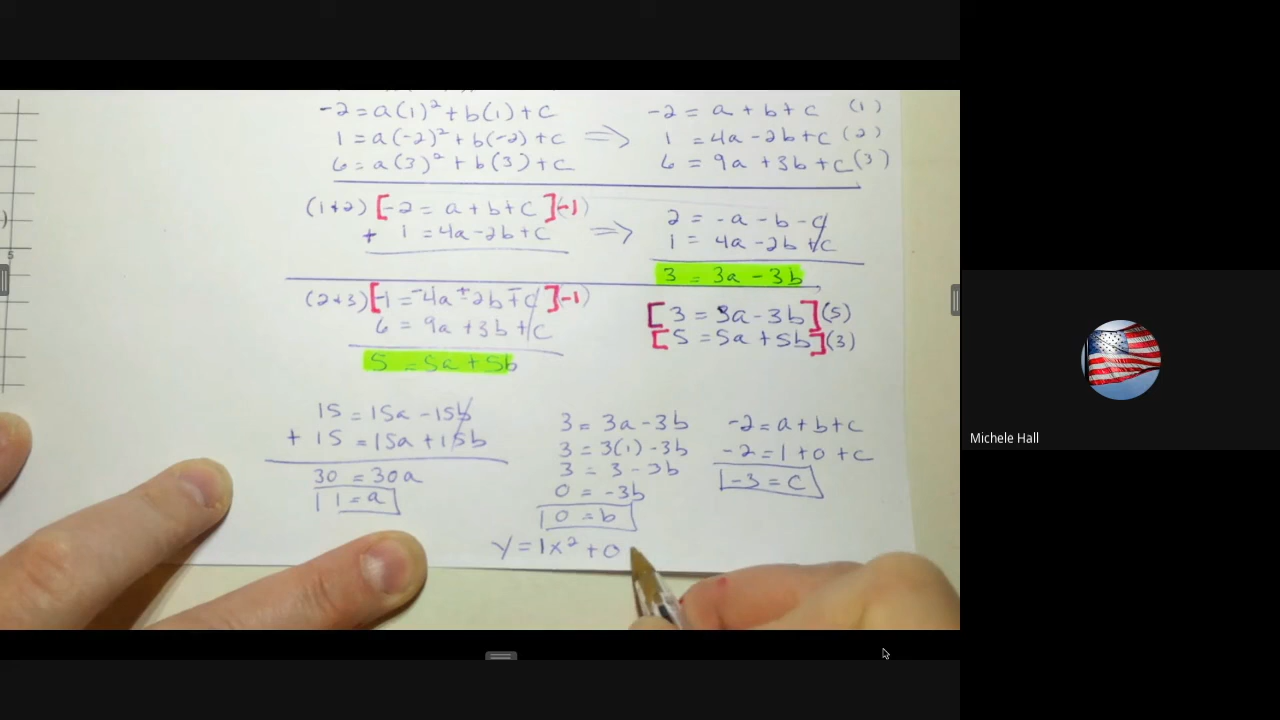 -2 = a(1)² + b(1) + c
1 = a(-2)² + b(-2) + c ⇒
6 = a(3)² + b(3) + c
-2 = a + b + c (1)
1 = 4a - 2b + c (2)
6 = 9a + 3b + c (3)
(1+2) [-2 = a + b + c](-1)
+ 1 = 4a - 2b + c ⇒
2 = -a - b - c
1 = 4a - 2b + c
3 = 3a - 3b
(2+3) [-1 = -4a + -2b - c](-1)
6 = 9a + 3b + c
5 = 5a + 5b
[3 = 3a - 3b](5)
[5 = 5a + 5b](3)
15 = 15a - 15b
+ 15 = 15a + 15b
30 = 30a
1 = a
3 = 3a - 3b
3 = 3(1) - 3b
3 = 3 - 3b
0 = -3b
0 = b
-2 = a + b + c
-2 = 1 + 0 + c
-3 = c
y = 1x² + 0
)
5
Michele Hall